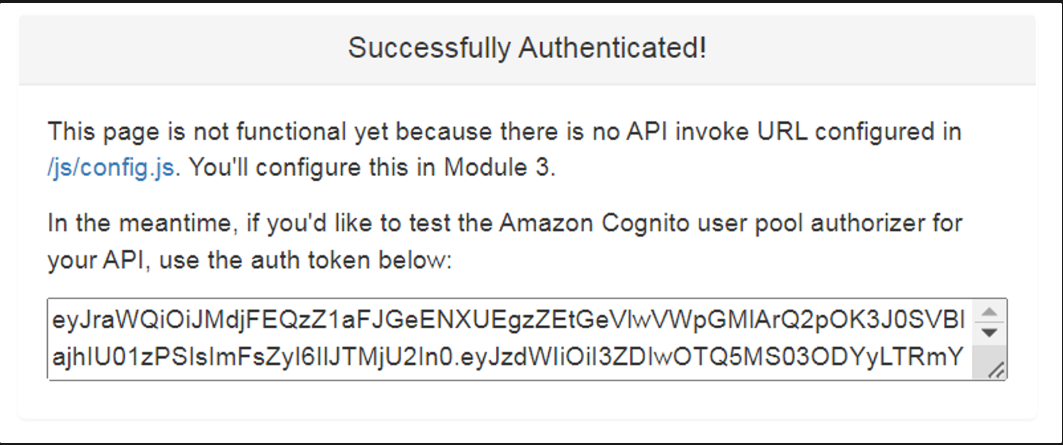 Successfully Authenticated!
This page is not functional yet because there is no API invoke URL configured in
/js/config.js. You'll configure this in Module 3.
In the meantime, if you'd like to test the Amazon Cognito user pool authorizer for
your API, use the auth token below:
eyJraWQiOiJMdjFEQzZ1aFJGeENXUEgzZEtGeVlwVWpGMlArQ2pOK3J0SVBl
ajhIU01zPSIsImFsZyI6IlJTMjU2In0.eyJzdWIiOiI3ZDIwOTQ5MS03ODYyLTRmY